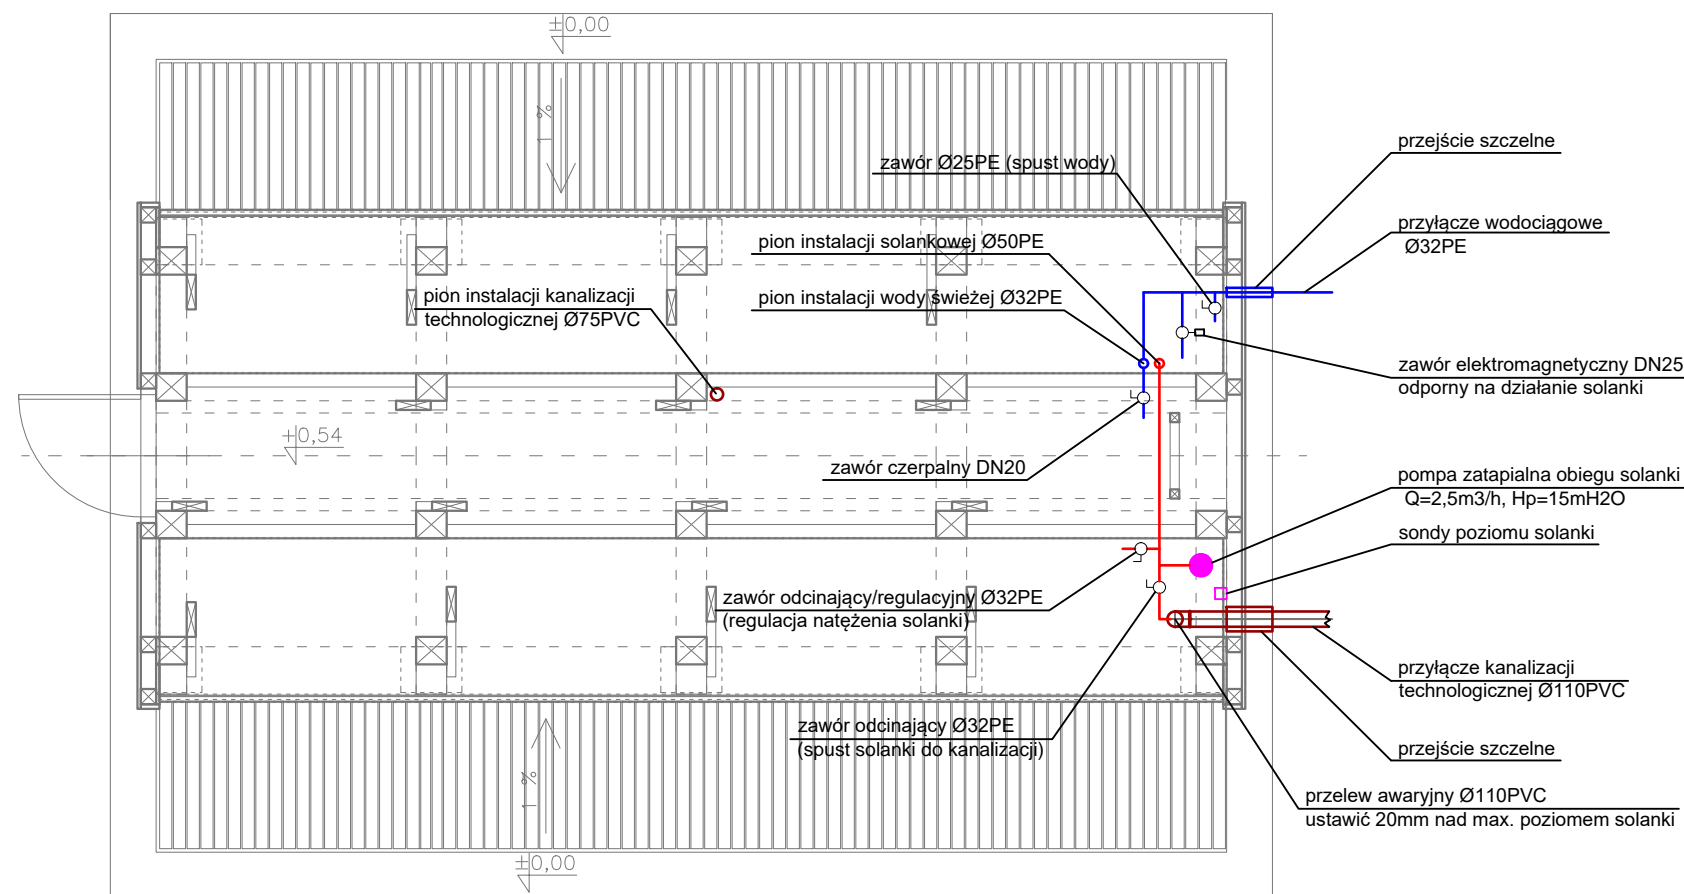 ±0,00
1 %
przejście szczelne
zawór Ø25PE (spust wody)
przyłącze wodociągowe
Ø32PE
pion instalacji solankowej Ø50PE
pion instalacji kanalizacji
technologicznej Ø75PVC
pion instalacji wody świeżej Ø32PE
zawór elektromagnetyczny DN25
odporny na działanie solanki
±0,54
zawór czerpalny DN20
pompa zatapialna obiegu solanki
Q=2,5m3/h, Hp=15mH2O
sondy poziomu solanki
zawór odcinający/regulacyjny Ø32PE
(regulacja natężenia solanki)
przyłącze kanalizacji
technologicznej Ø110PVC
zawór odcinający Ø32PE
(spust solanki do kanalizacji)
przejście szczelne
1 %
przelew awaryjny Ø110PVC
ustawić 20mm nad max. poziomem solanki
±0,00